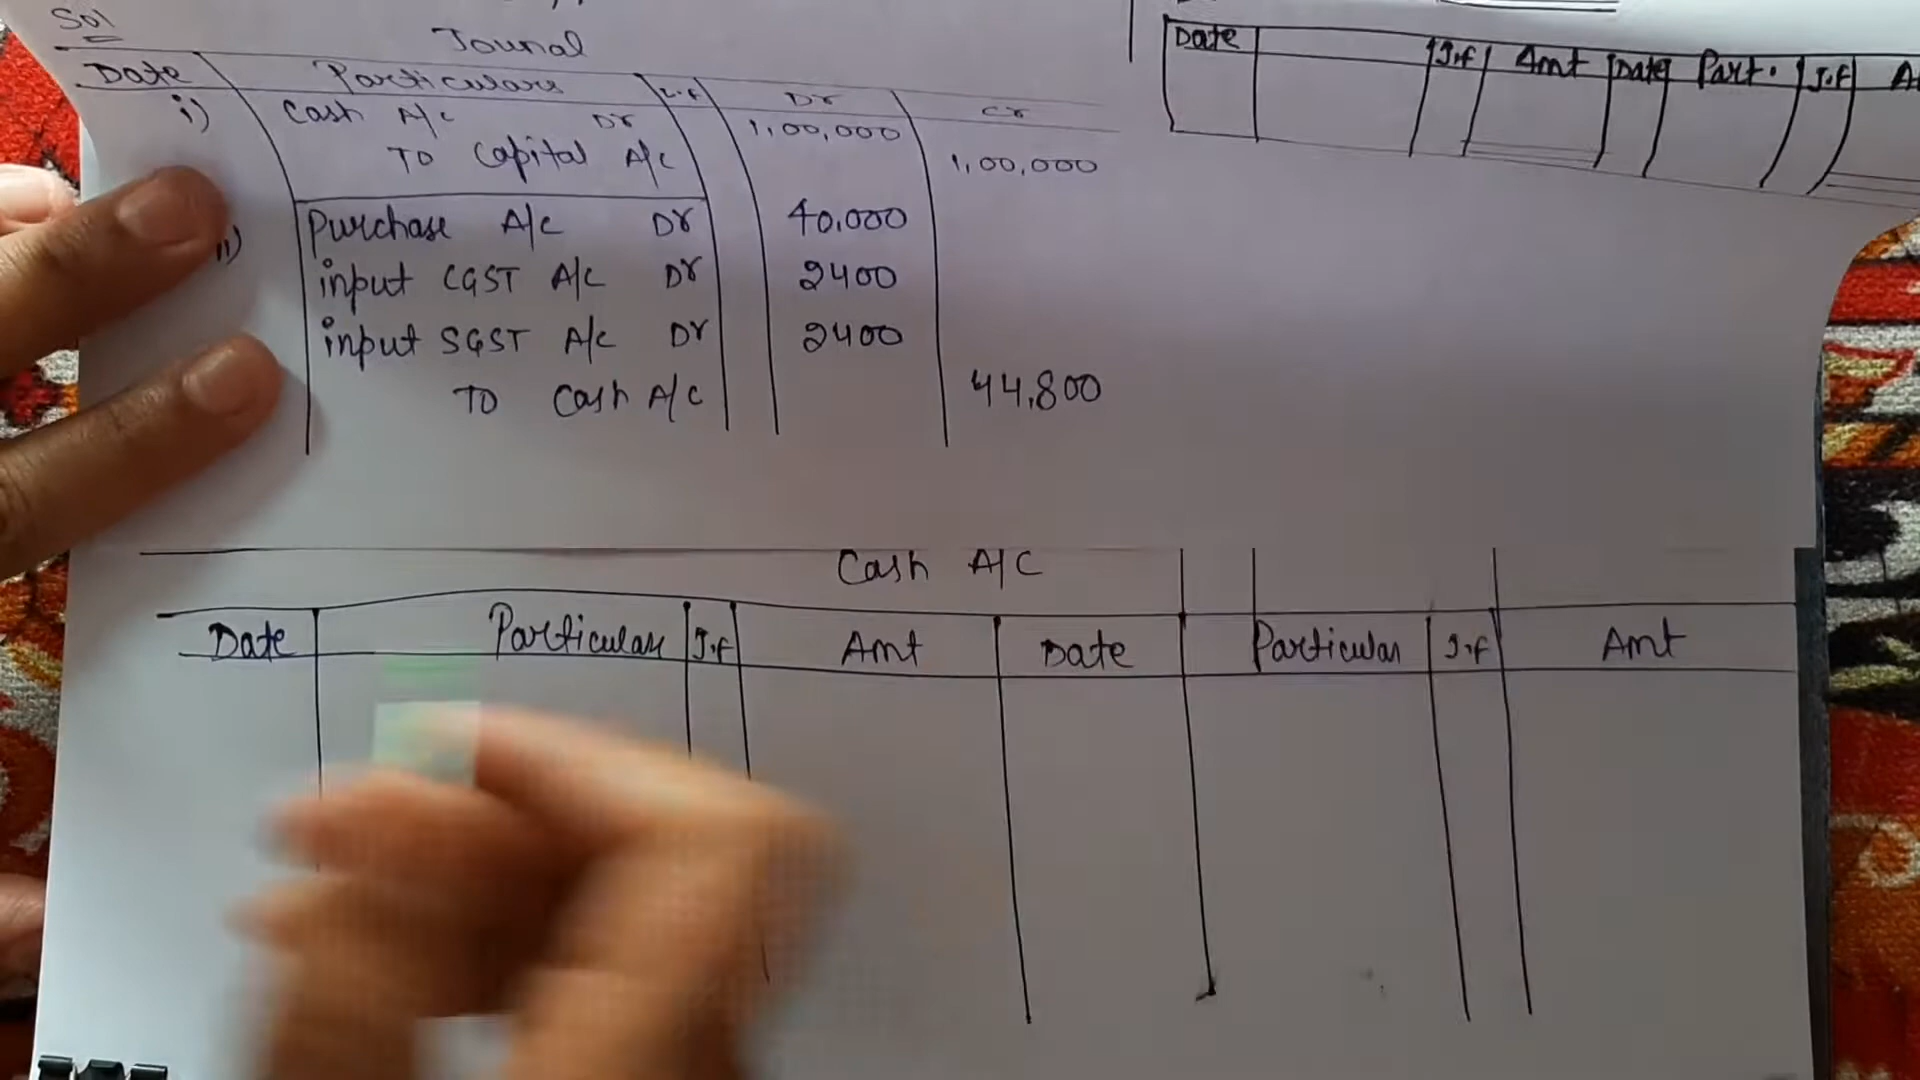 Sol
Jounal
Date Particulars L.f Dr Cr
i) Cash A/c Dr 1,00,000
To Capital A/c 1,00,000
ii) Purchase A/c Dr 40,000
input CGST A/c Dr 2400
input SGST A/c Dr 2400
To Cash A/c 44,800
Date J.f Amt Date Part. J.f
Cash A/C
Date Particulars J.f Amt Date Particular J.f Amt